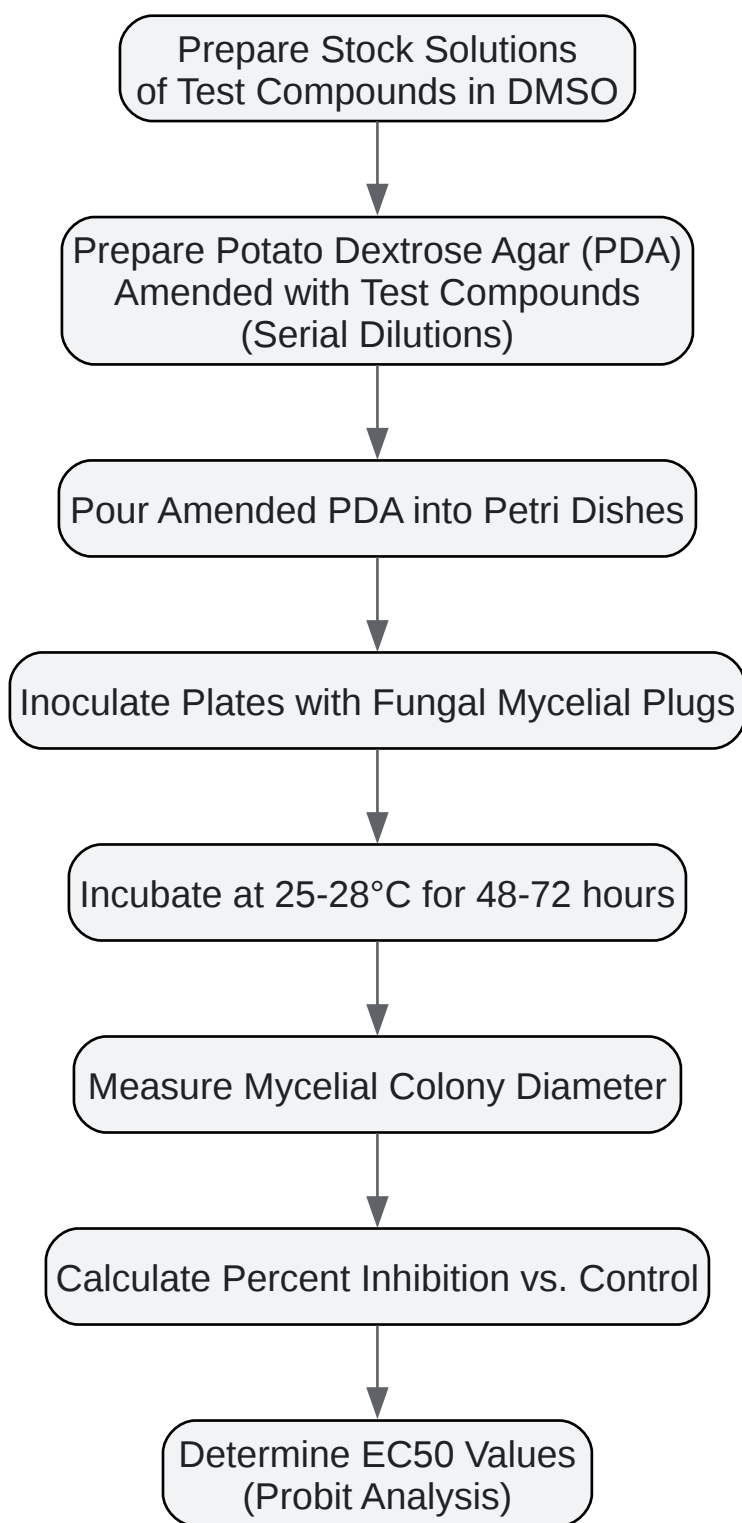 Prepare Stock Solutions
of Test Compounds in DMSO
Prepare Potato Dextrose Agar (PDA)
Amended with Test Compounds
(Serial Dilutions)
Pour Amended PDA into Petri Dishes
Inoculate Plates with Fungal Mycelial Plugs
Incubate at 25-28°C for 48-72 hours
Measure Mycelial Colony Diameter
Calculate Percent Inhibition vs. Control
Determine EC50 Values
(Probit Analysis)